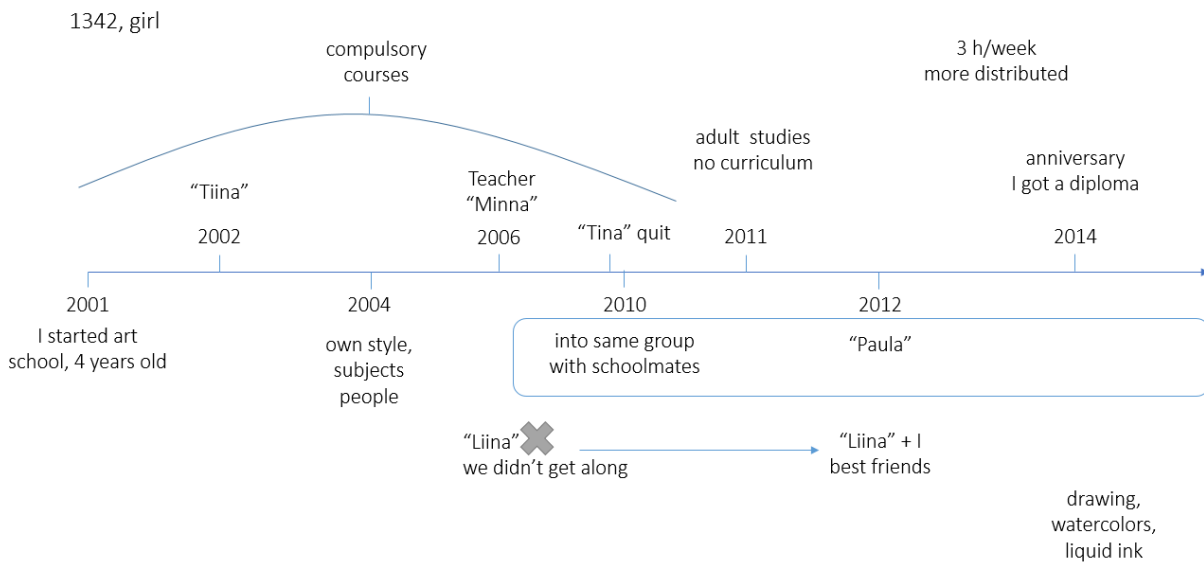 1342, girl
compulsory
courses
3 h/week
more distributed
adult studies
no curriculum
anniversary
I got a diploma
“Tiina”
Teacher
“Minna”
“Tina” quit
2002
2006
2011
2014
2001
2004
2010
2012
I started art
school, 4 years old
own style,
subjects
people
into same group
with schoolmates
“Paula”
“Liina”
we didn’t get along
“Liina” + I
best friends
drawing,
watercolors,
liquid ink